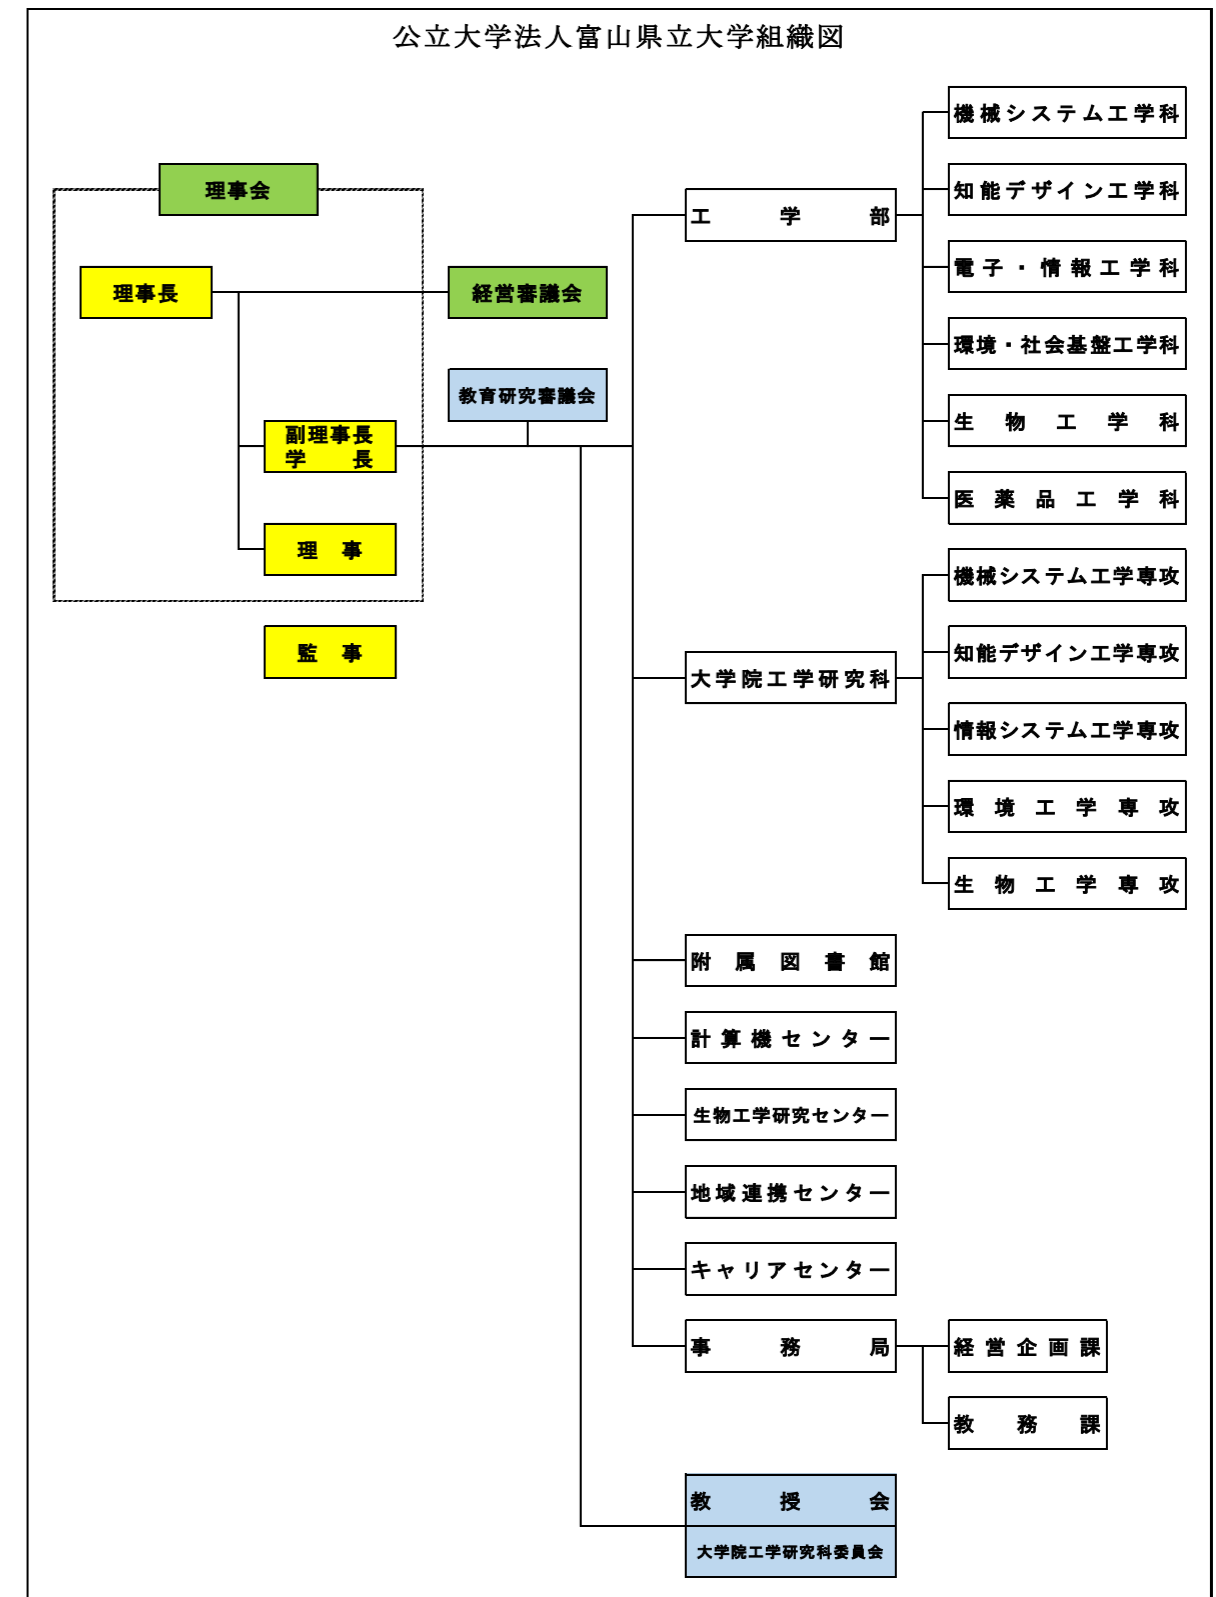 公立大学法人富山県立大学組織図
理事会
理事長
経営審議会
教育研究審議会
副理事長
学長
理事
監事
工学部
機械システム工学科
知能デザイン工学科
電子・情報工学科
環境・社会基盤工学科
生物工学科
医薬品工学科
大学院工学研究科
機械システム工学専攻
知能デザイン工学専攻
情報システム工学専攻
環境工学専攻
生物工学専攻
附属図書館
計算機センター
生物工学研究センター
地域連携センター
キャリアセンター
事務局
経営企画課
教務課
教授会
大学院工学研究科委員会